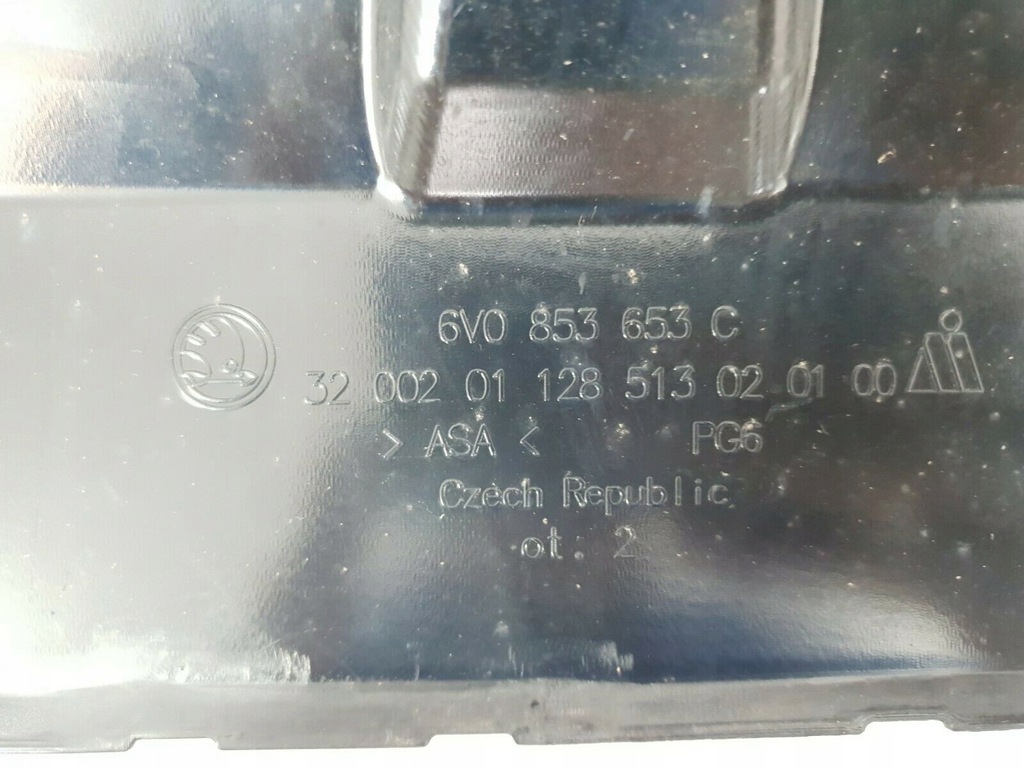 6V0 853 653 C
32 002 01 128 513 02 01 00
> ASA < PG6
Czech Republic
ot. 2